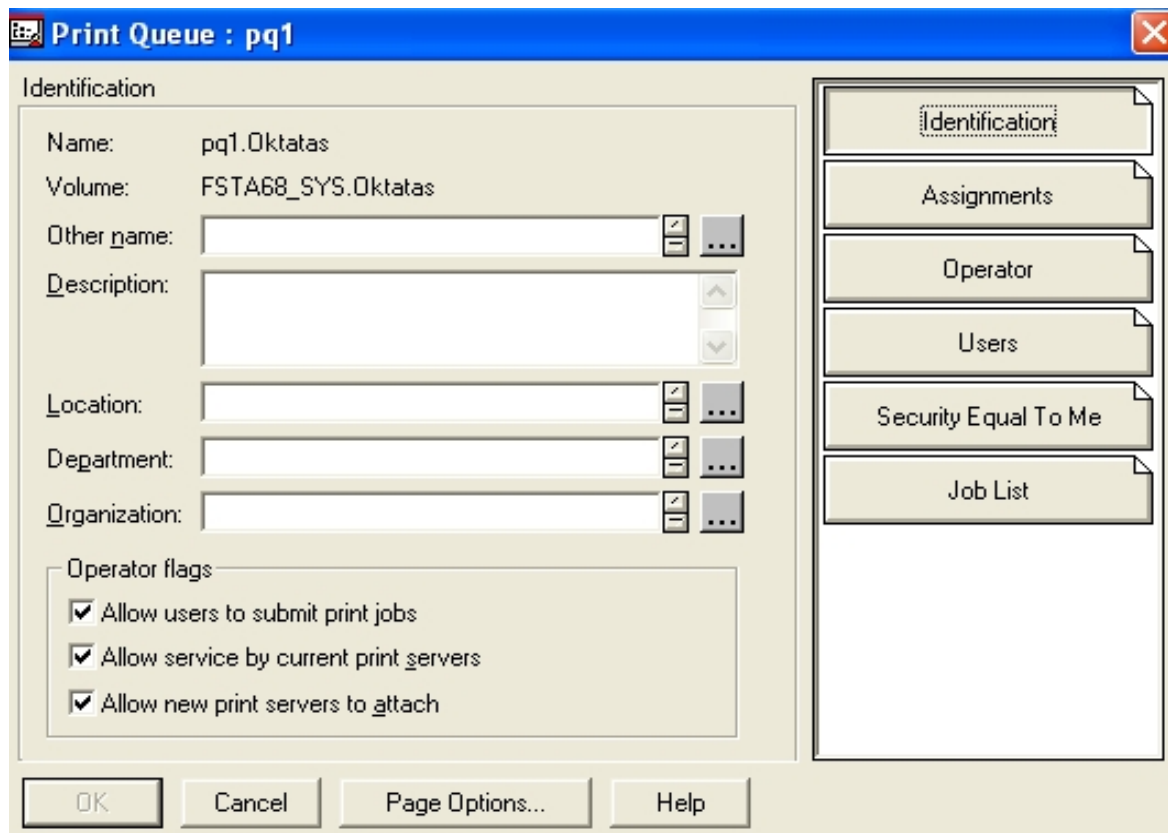 Print Queue : pq1
Identification
Name: pq1.Oktatas
Volume: FSTA68_SYS.Oktatas
Other name:
...
Description:
Location:
...
Department:
...
Organization:
...
Operator flags
Allow users to submit print jobs
Allow service by current print servers
Allow new print servers to attach
Identification
Assignments
Operator
Users
Security Equal To Me
Job List
OK
Cancel
Page Options...
Help